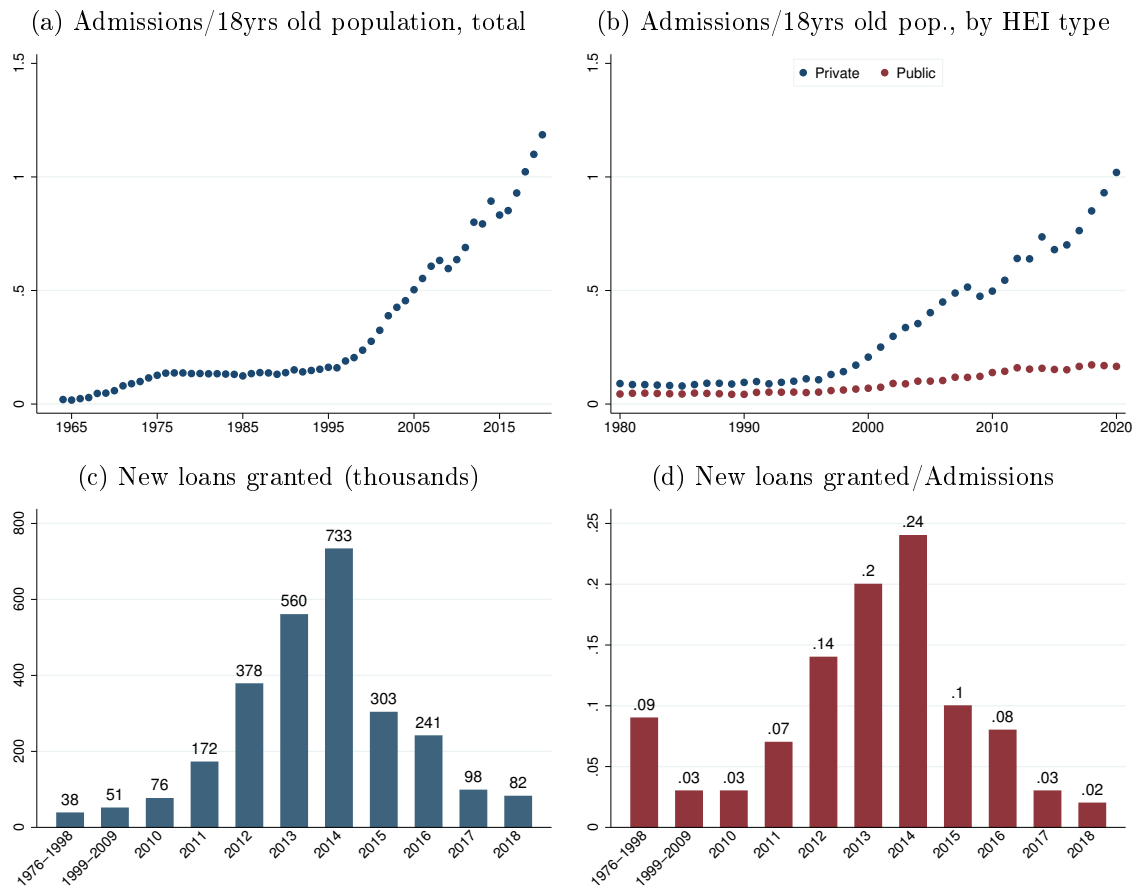 (a) Admissions/18yrs old population, total
1.5
1
.5
0
1965 1975 1985 1995 2005 2015
(b) Admissions/18yrs old pop., by HEI type
Private Public
1.5
1
.5
0
1980 1990 2000 2010 2020
(c) New loans granted (thousands)
800
600
400
200
0
38 51 76 172 378 560 733 303 241 98 82
1976–1998 1999–2009 2010 2011 2012 2013 2014 2015 2016 2017 2018
(d) New loans granted/Admissions
.25
.2
.15
.1
.05
0
.09 .03 .03 .07 .14 .2 .24 .1 .08 .03 .02
1976–1998 1999–2009 2010 2011 2012 2013 2014 2015 2016 2017 2018